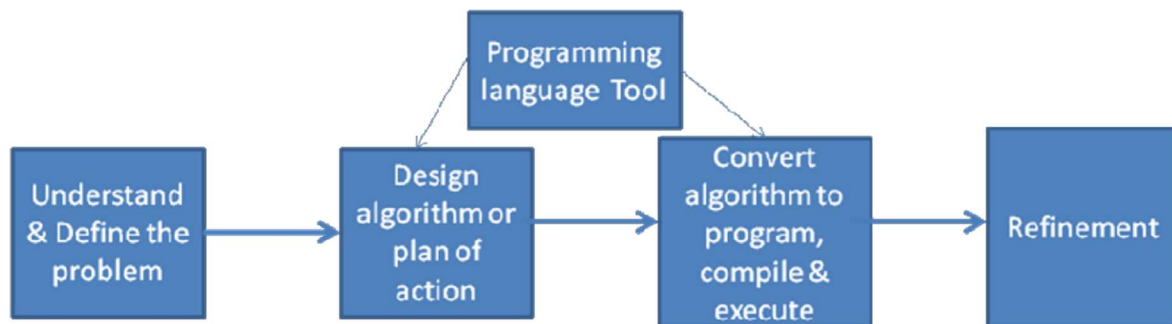 Programming
language Tool
Understand
& Define the
problem
Design
algorithm or
plan of
action
Convert
algorithm to
program,
compile &
execute
Refinement